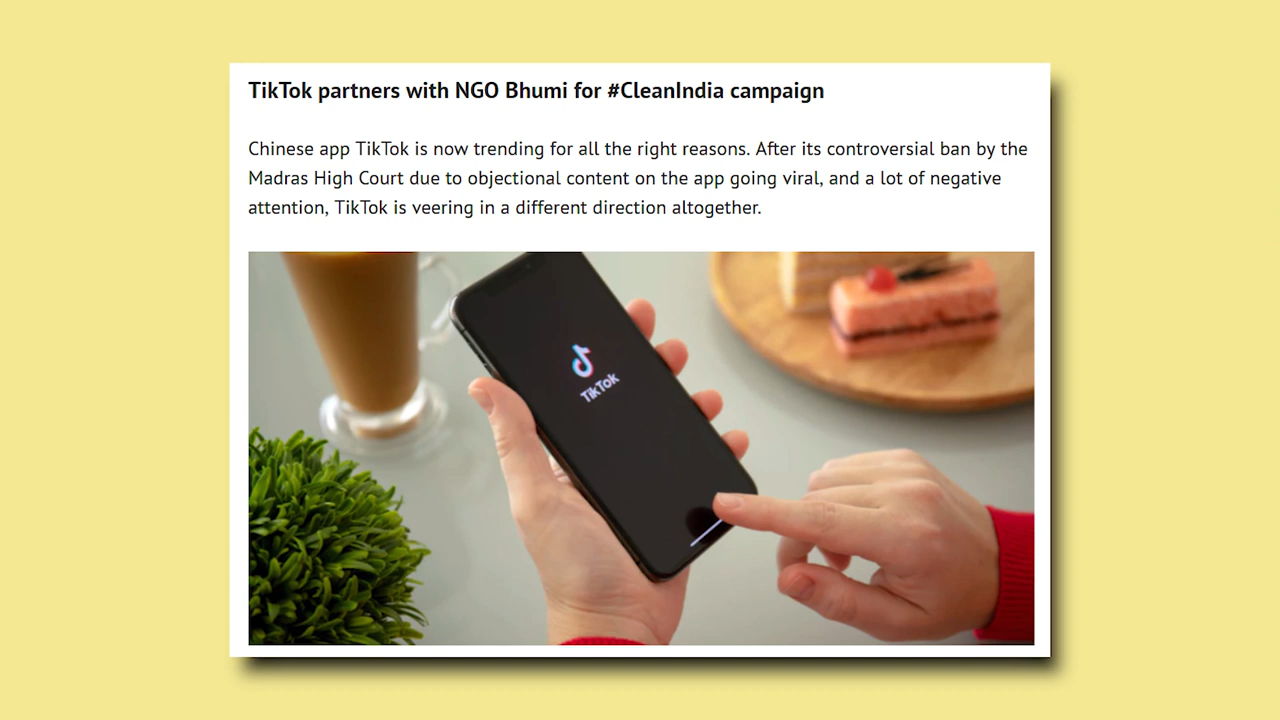 TikTok partners with NGO Bhumi for #CleanIndia campaign
Chinese app TikTok is now trending for all the right reasons. After its controversial ban by the
Madras High Court due to objectional content on the app going viral, and a lot of negative
attention, TikTok is veering in a different direction altogether.
TikTok